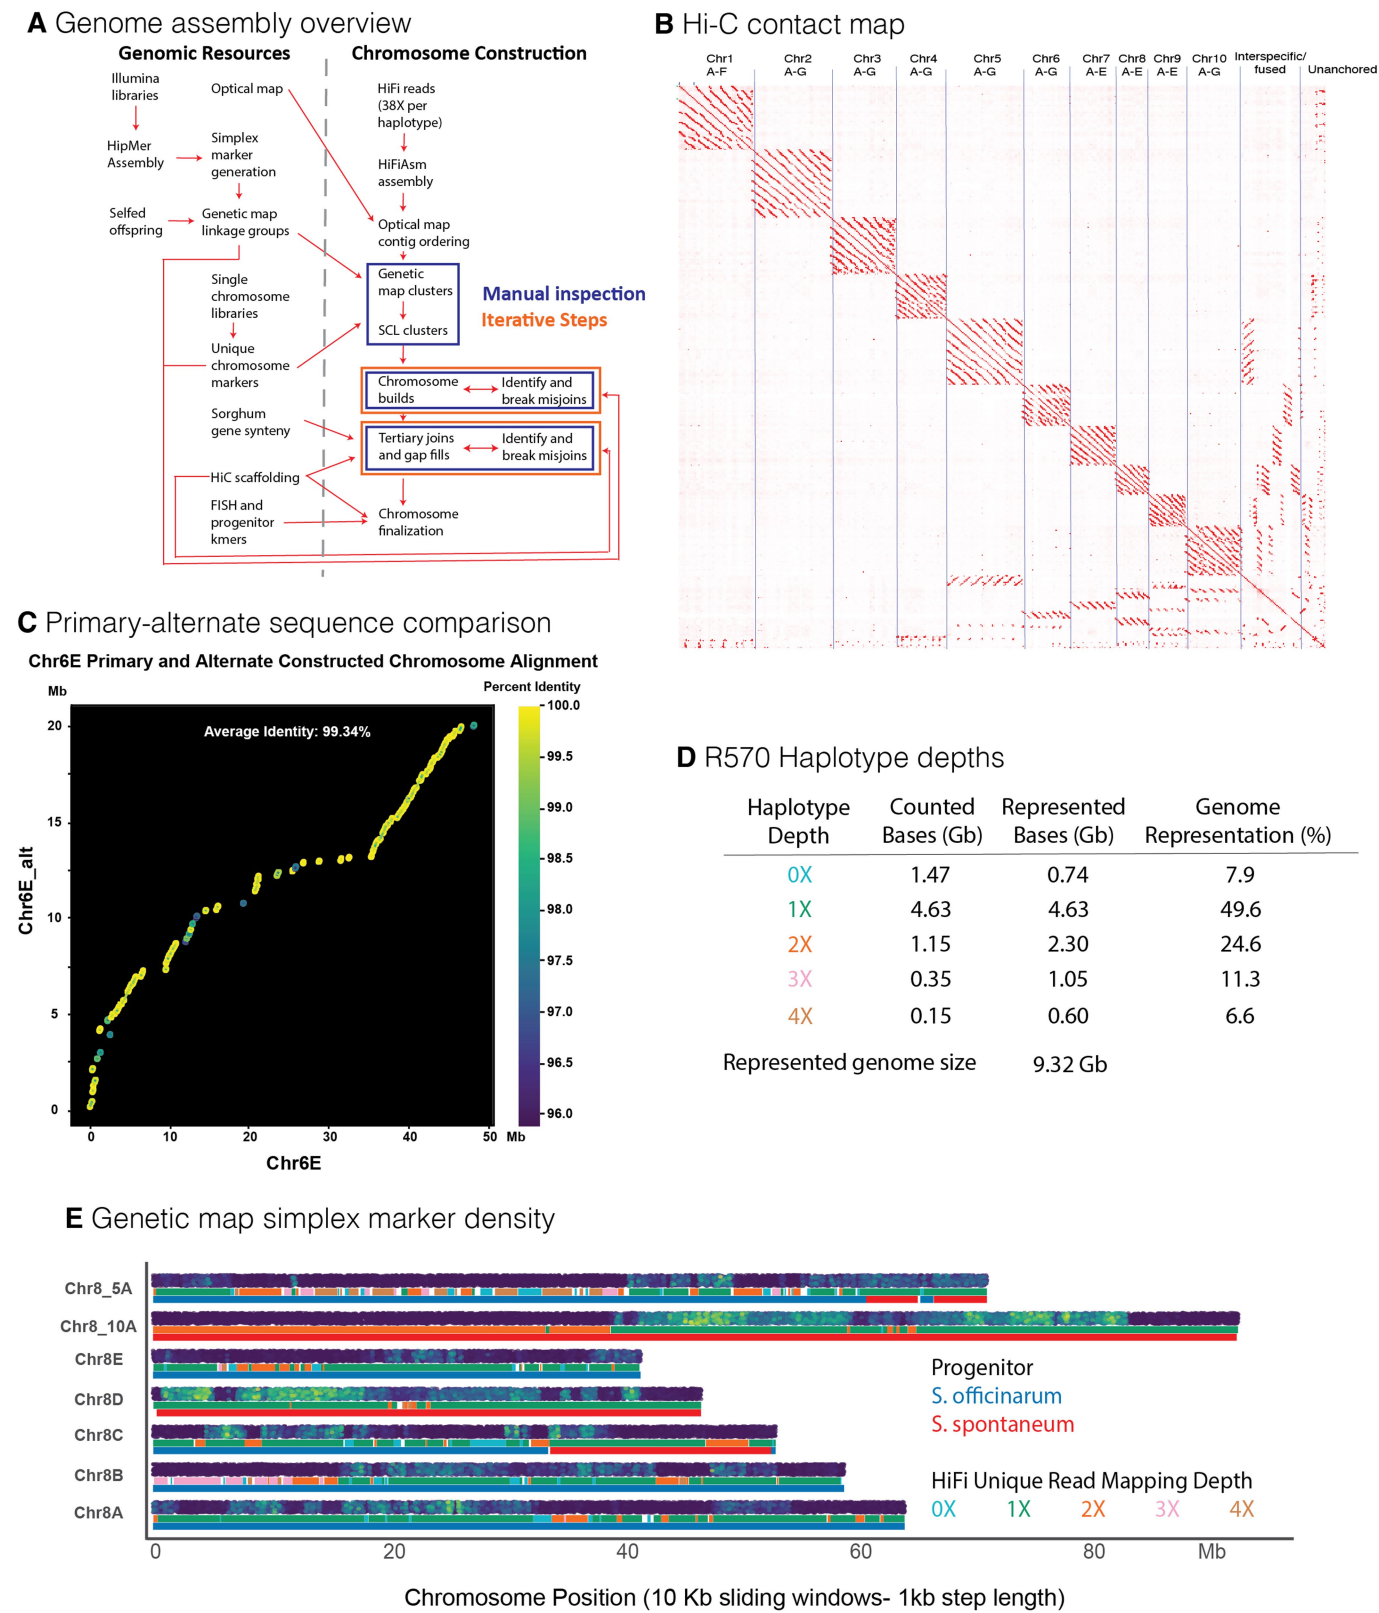 A Genome assembly overview
Genomic Resources
Chromosome Construction
Illumina
libraries
Optical map
HiFi reads
(38X per
haplotype)
HipMer
Assembly
Simplex
marker
generation
HiFiAsm
assembly
Selfed
offspring
Genetic map
linkage groups
Optical map
contig ordering
Genetic
map clusters
SCL clusters
Manual inspection
Iterative Steps
Single
chromosome
libraries
Unique
chromosome
markers
Chromosome
builds
Identify and
break misjoins
Sorghum
gene synteny
Tertiary joins
and gap fills
Identify and
break misjoins
HiC scaffolding
FISH and
progenitor
kmers
Chromosome
finalization
B Hi-C contact map
Chr1
A-F
Chr2
A-G
Chr3
A-G
Chr4
A-G
Chr5
A-G
Chr6
A-G
Chr7
A-E
Chr8
A-E
Chr9
A-E
Chr10
A-G
Interspecific/
fused
Unanchored
C Primary-alternate sequence comparison
Chr6E Primary and Alternate Constructed Chromosome Alignment
Mb
Percent Identity
Average Identity: 99.34%
20
15
10
5
0
Chr6E_alt
0 10 20 30 40 50 Mb
Chr6E
100.0
99.5
99.0
98.5
98.0
97.5
97.0
96.5
96.0
D R570 Haplotype depths
Haplotype Depth Counted Bases (Gb) Represented Bases (Gb) Genome Representation (%)
0X 1.47 0.74 7.9
1X 4.63 4.63 49.6
2X 1.15 2.30 24.6
3X 0.35 1.05 11.3
4X 0.15 0.60 6.6
Represented genome size 9.32 Gb
E Genetic map simplex marker density
Chr8_5A
Chr8_10A
Chr8E
Chr8D
Chr8C
Chr8B
Chr8A
Progenitor
S. officinarum
S. spontaneum
HiFi Unique Read Mapping Depth
0X 1X 2X 3X 4X
0 20 40 60 80 Mb
Chromosome Position (10 Kb sliding windows- 1kb step length)